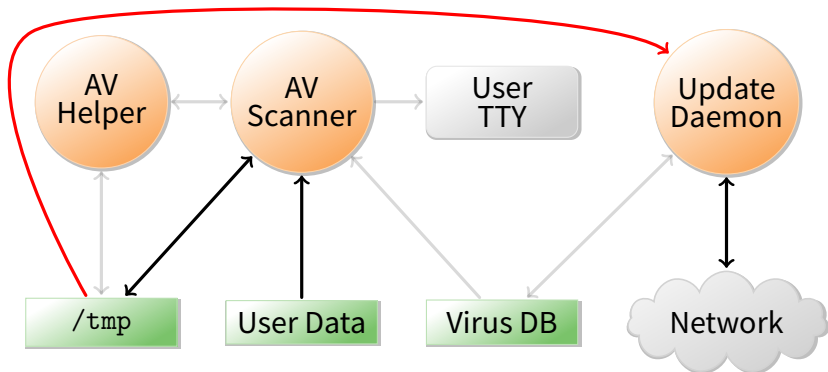 AV
Helper
AV
Scanner
User
TTY
Update
Daemon
/tmp
User Data
Virus DB
Network